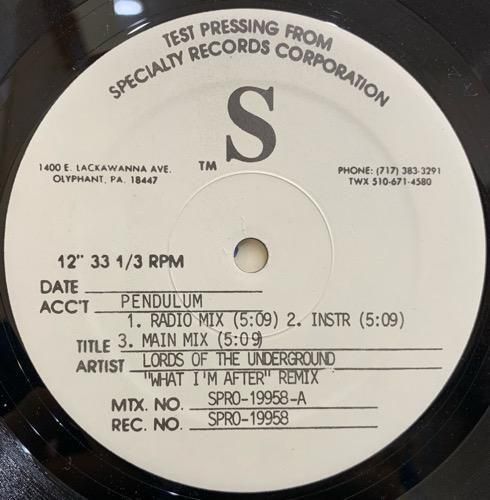 TEST PRESSING FROM
SPECIALTY RECORDS CORPORATION
S
TM
1400 E. LACKAWANNA AVE.
OLYPHANT, PA. 18447
PHONE: (717) 383-3291
TWX 510-671-4580
12" 33 1/3 RPM
DATE
ACC'T PENDULUM
1. RADIO MIX (5:09) 2. INSTR (5:09)
TITLE 3. MAIN MIX (5:09)
ARTIST LORDS OF THE UNDERGROUND
"WHAT I'M AFTER" REMIX
MTX. NO. SPRO-19958-A
REC. NO. SPRO-19958